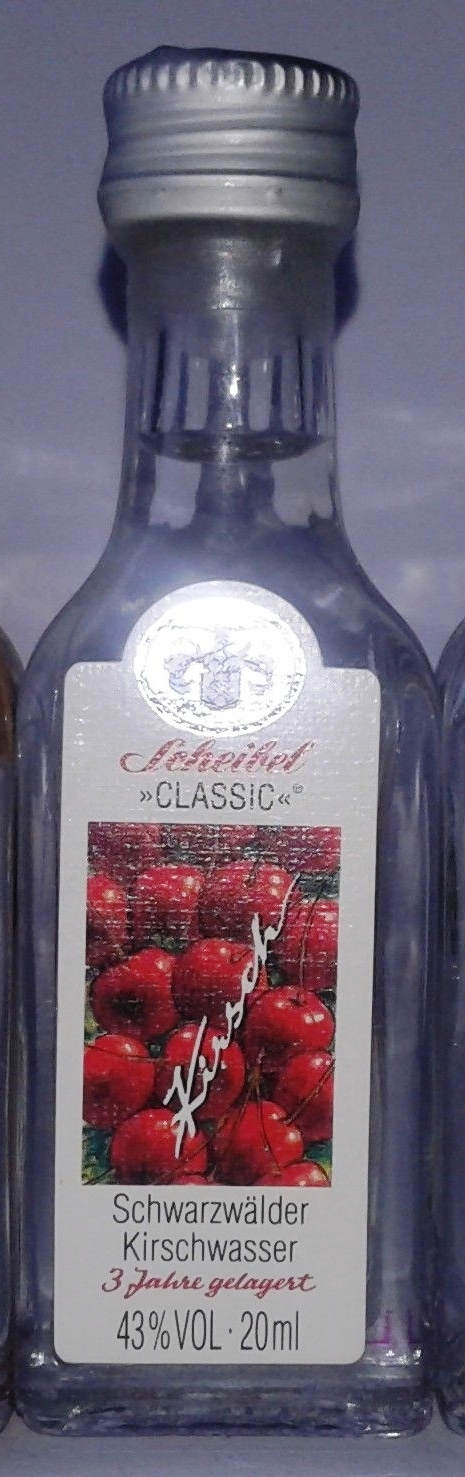 Scheibel
»CLASSIC«®
Kirsch
Schwarzwälder
Kirschwasser
3 Jahre gelagert
43%VOL·20ml